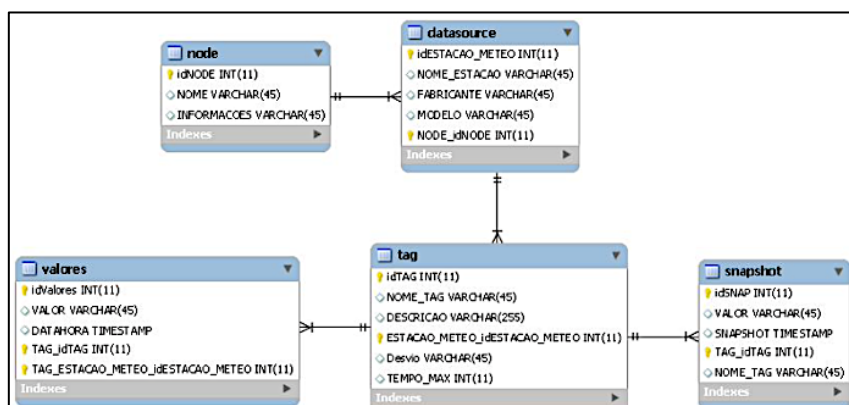 node
idNODE INT(11)
NOME VARCHAR(45)
INFORMACOES VARCHAR(45)
Indexes
datasource
idESTACAO_METEO INT(11)
NOME_ESTACAO VARCHAR(45)
FABRICANTE VARCHAR(45)
MODELO VARCHAR(45)
NODE_idNODE INT(11)
Indexes
valores
idValores INT(11)
VALOR VARCHAR(45)
DATAHORA TIMESTAMP
TAG_idTAG INT(11)
TAG_ESTACAO_METEO_idESTACAO_METEO INT(11)
Indexes
tag
idTAG INT(11)
NOME_TAG VARCHAR(45)
DESCRICAO VARCHAR(255)
ESTACAO_METEO_idESTACAO_METEO INT(11)
Desvio VARCHAR(45)
TEMPO_MAX INT(11)
Indexes
snapshot
idSNAP INT(11)
VALOR VARCHAR(45)
SNAPSHOT TIMESTAMP
TAG_idTAG INT(11)
NOME_TAG VARCHAR(45)
Indexes